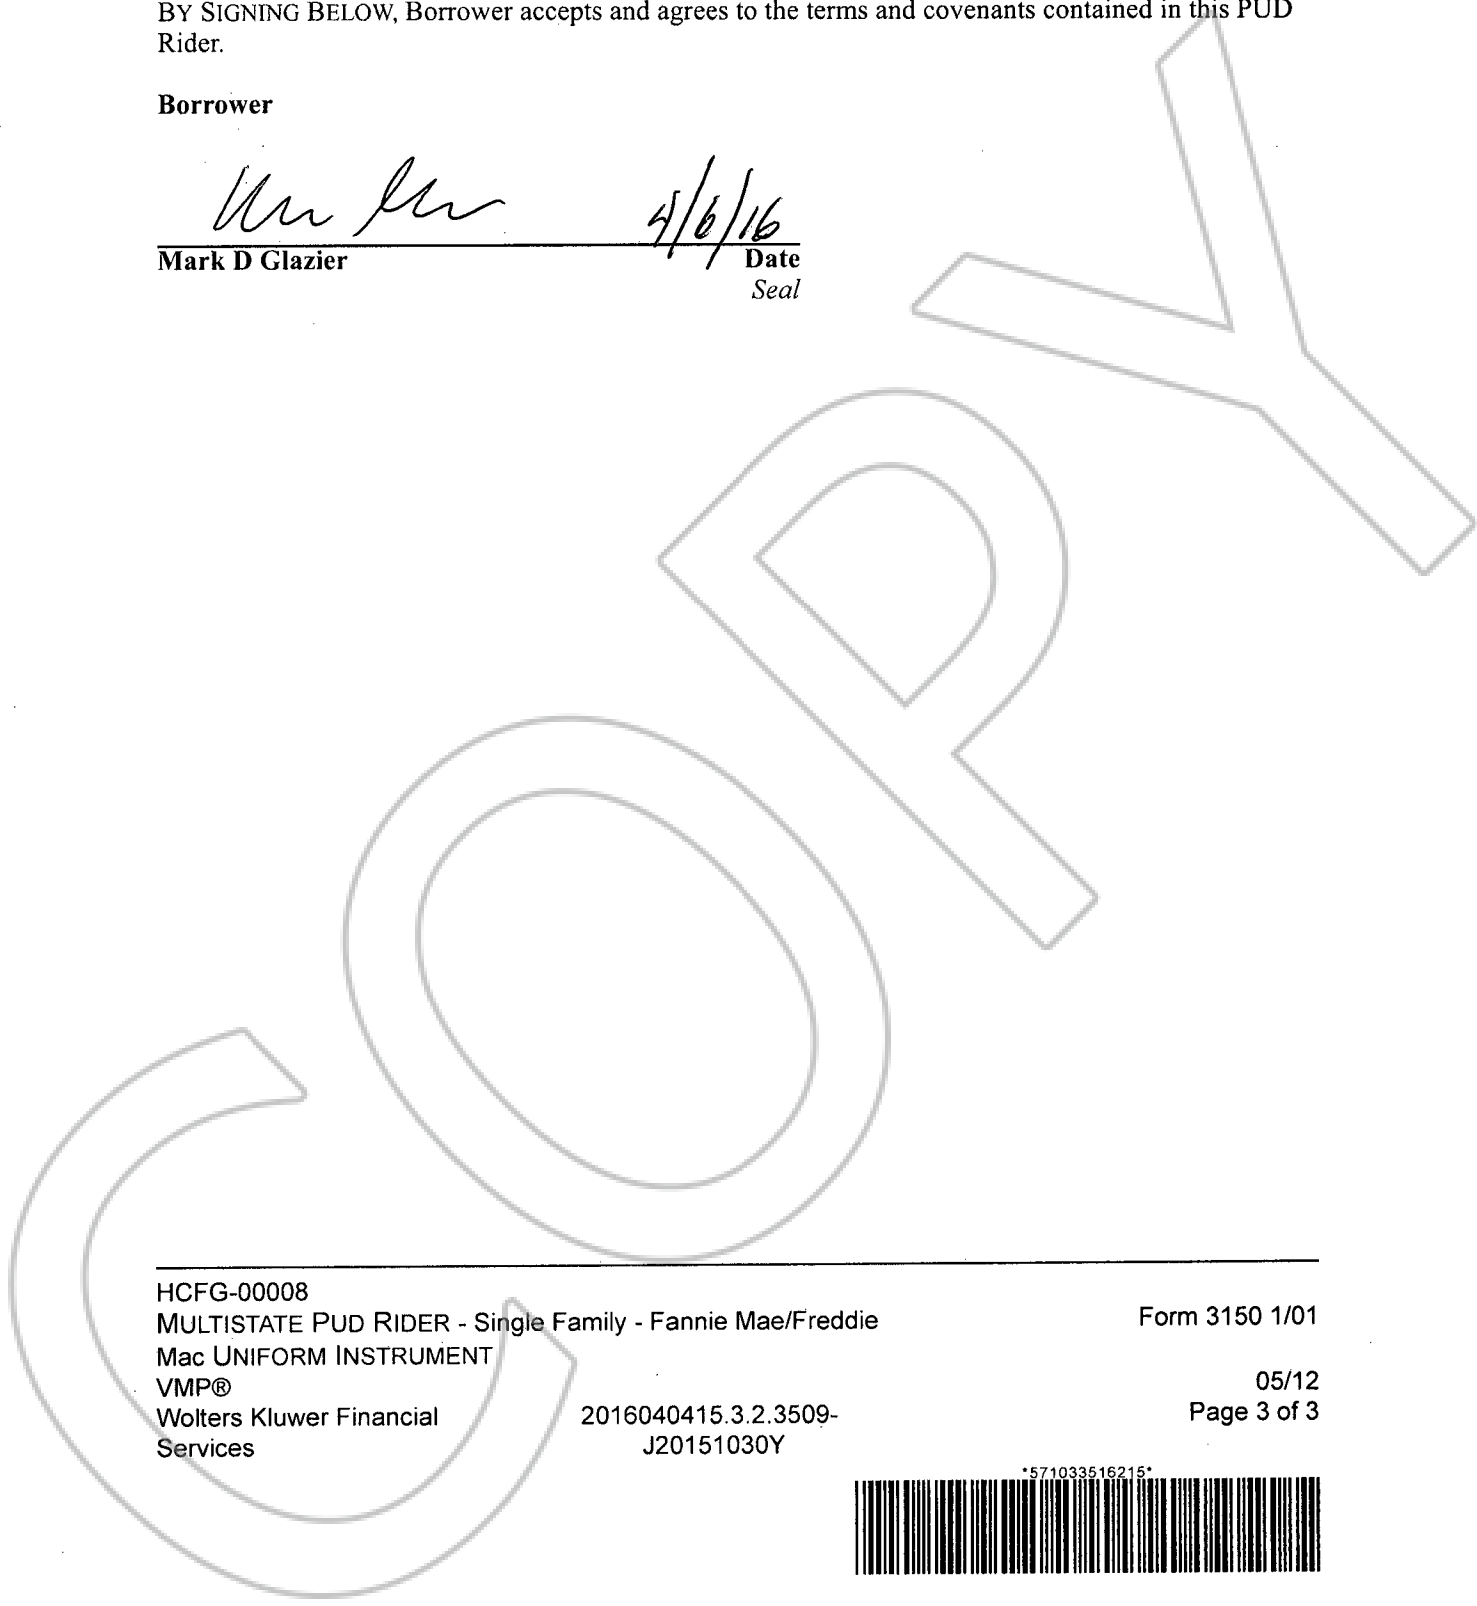 BY SIGNING BELOW, Borrower accepts and agrees to the terms and covenants contained in this PUD
Rider.
Borrower
4/6/16
Mark D Glazier Date
Seal
COPY
HCFG-00008
MULTISTATE PUD RIDER - Single Family - Fannie Mae/Freddie Form 3150 1/01
Mac UNIFORM INSTRUMENT
VMP® 05/12
Wolters Kluwer Financial 2016040415.3.2.3509- Page 3 of 3
Services J20151030Y
*571033516215*